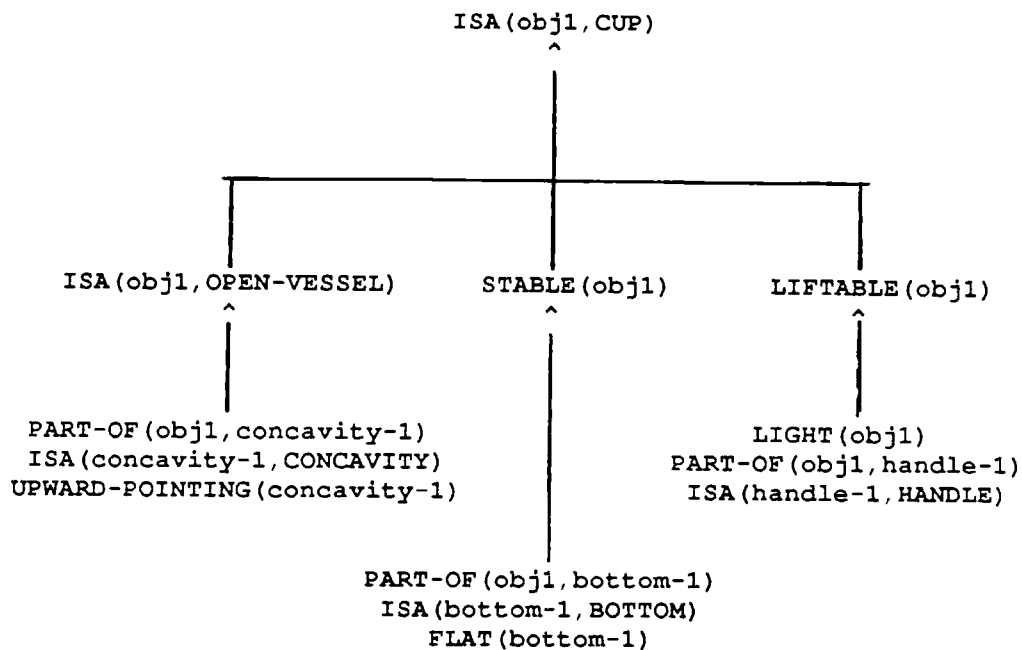 ISA(obj1,CUP)
^
ISA(obj1,OPEN-VESSEL)
^
PART-OF(obj1,concavity-1)
ISA(concavity-1,CONCAVITY)
UPWARD-POINTING(concavity-1)
STABLE(obj1)
^
PART-OF(obj1,bottom-1)
ISA(bottom-1,BOTTOM)
FLAT(bottom-1)
LIFTABLE(obj1)
^
LIGHT(obj1)
PART-OF(obj1,handle-1)
ISA(handle-1,HANDLE)